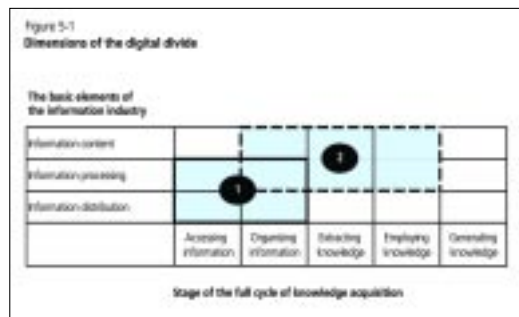 Figure 5-1
Dimensions of the digital divide
The basic elements of
the information industry
Information content
Information processing
Information distribution
1
2
Accessing
information
Organizing
information
Extracting
knowledge
Employing
knowledge
Generating
knowledge
Stage of the full cycle of knowledge acquisition